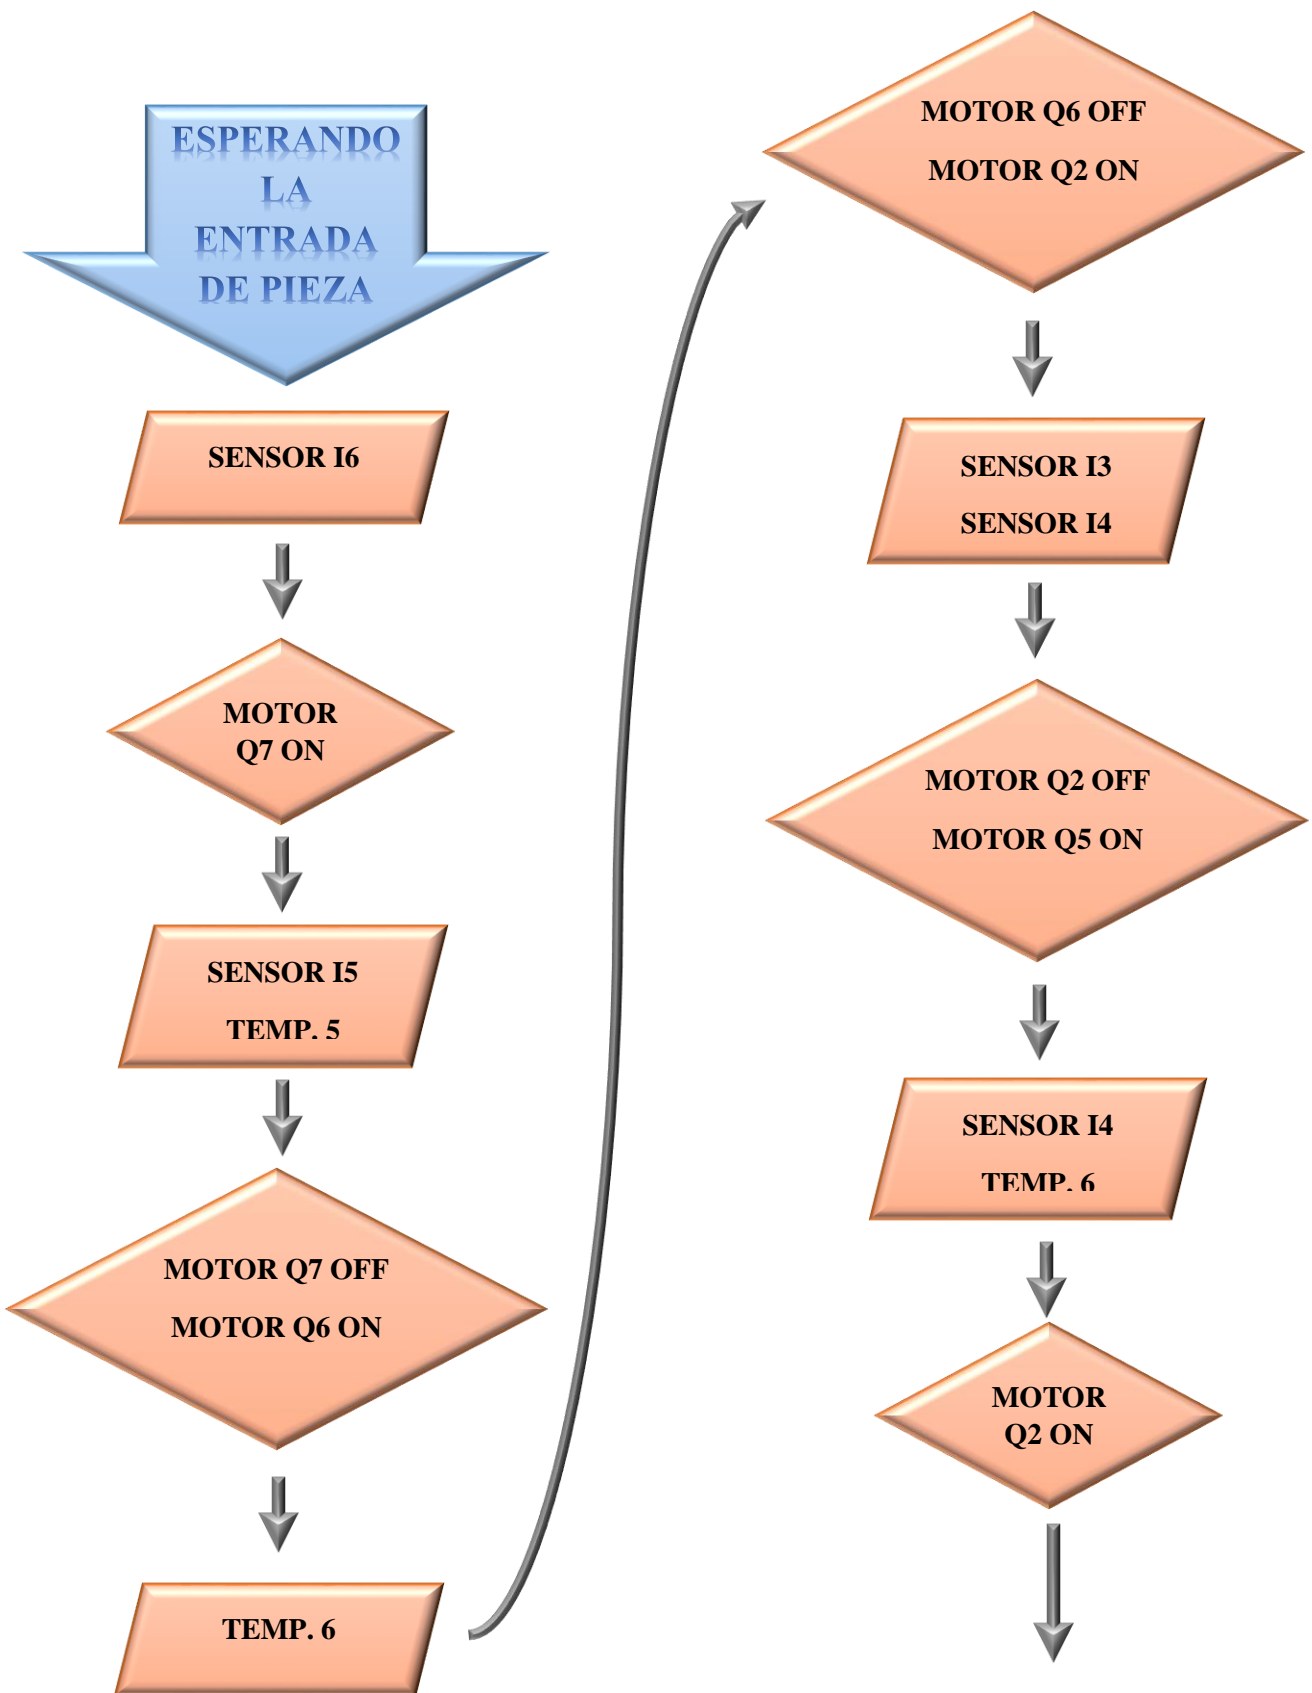 ESPERANDO
LA
ENTRADA
DE PIEZA
SENSOR I6
MOTOR
Q7 ON
SENSOR I5
TEMP. 5
MOTOR Q7 OFF
MOTOR Q6 ON
TEMP. 6
MOTOR Q6 OFF
MOTOR Q2 ON
SENSOR I3
SENSOR I4
MOTOR Q2 OFF
MOTOR Q5 ON
SENSOR I4
TEMP. 6
MOTOR
Q2 ON